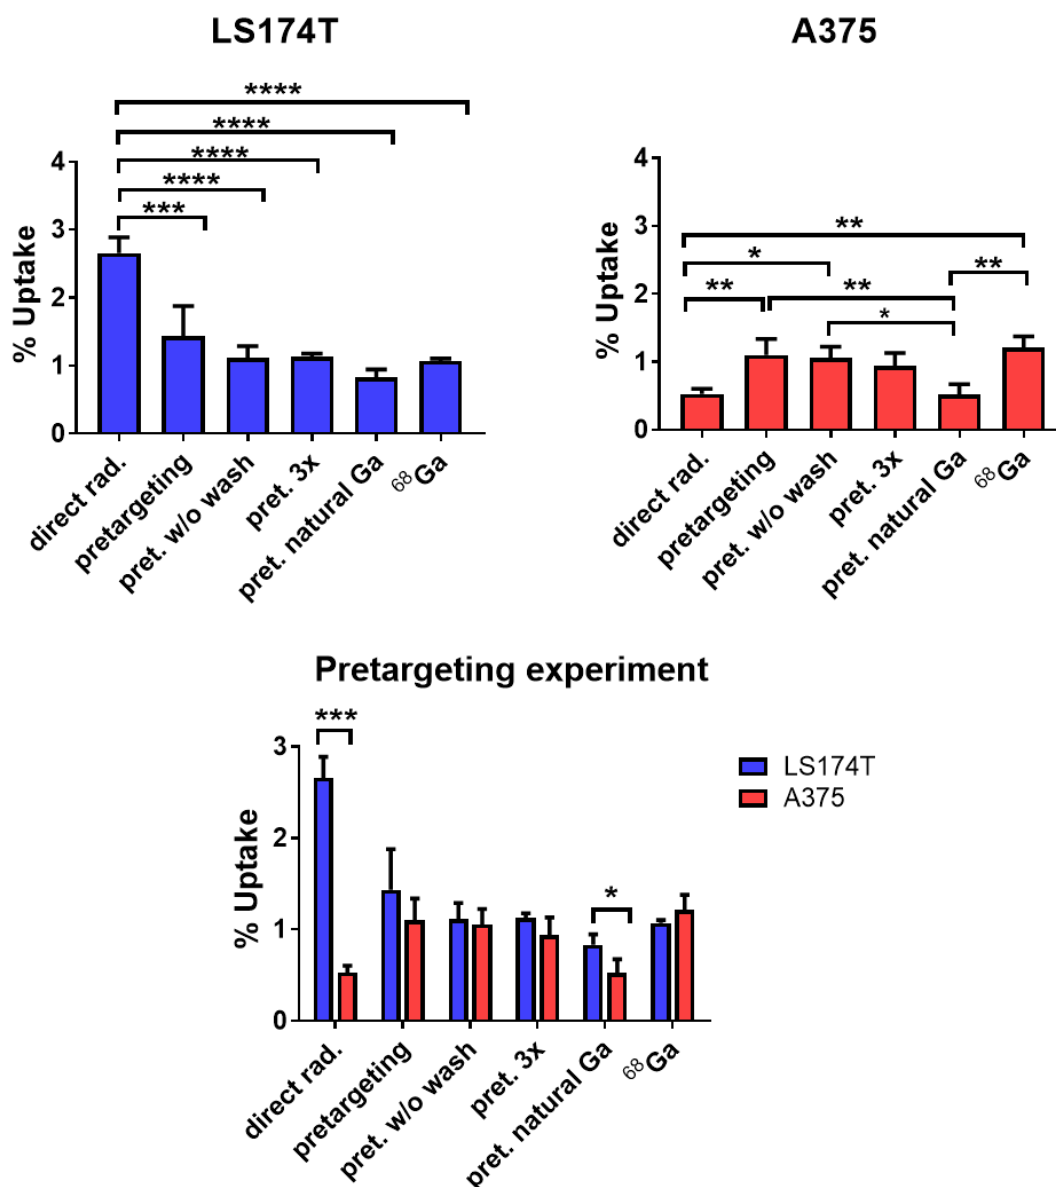 LS174T
****
****
****
****
***
% Uptake
4
3
2
1
0
direct rad.
pretargeting
pret. w/o wash
pret. 3x
pret. natural Ga
68Ga
A375
**
*
**
**
**
*
% Uptake
4
3
2
1
0
direct rad.
pretargeting
pret. w/o wash
pret. 3x
pret. natural Ga
68Ga
Pretargeting experiment
***
*
% Uptake
3
2
1
0
direct rad.
pretargeting
pret. w/o wash
pret. 3x
pret. natural Ga
68Ga
LS174T
A375